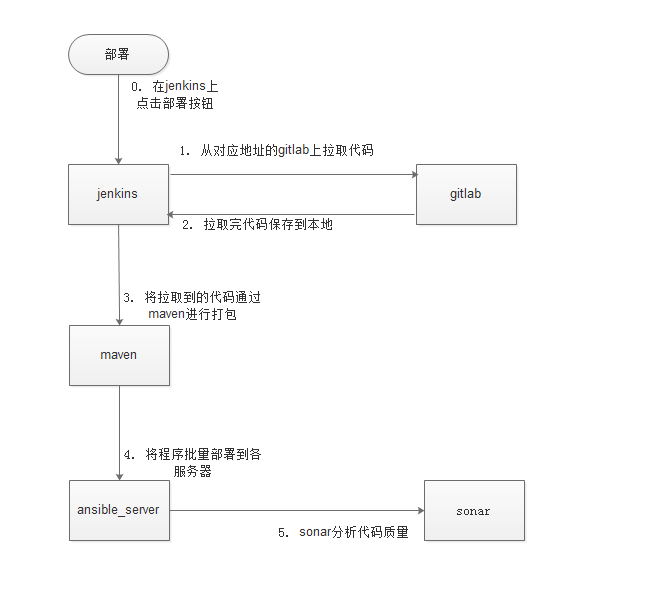 部署
0. 在jenkins上
点击部署按钮
1. 从对应地址的gitlab上拉取代码
jenkins
gitlab
2. 拉取完代码保存到本地
3. 将拉取到的代码通过
maven进行打包
maven
4. 将程序批量部署到各
服务器
ansible_server
sonar
5. sonar分析代码质量